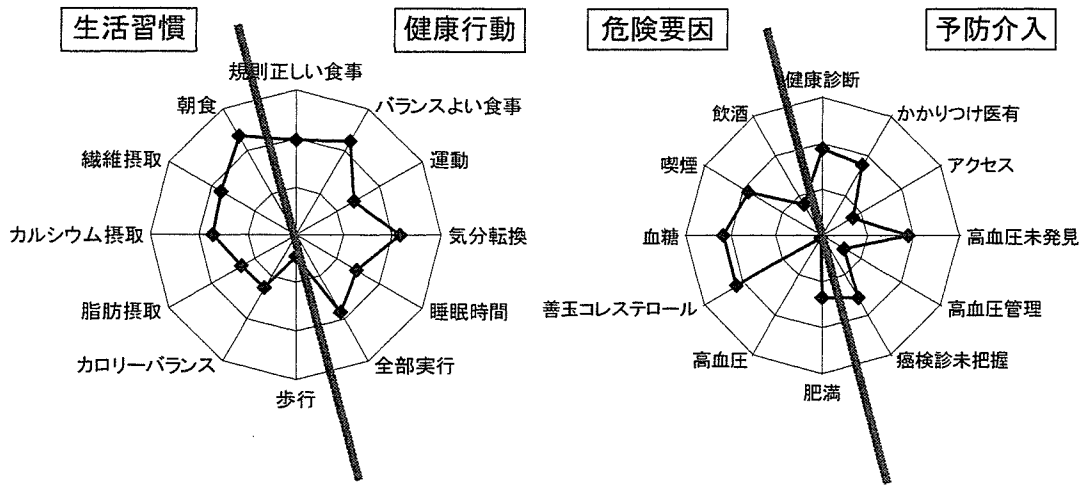 生活習慣
健康行動
規則正しい食事
バランスよい食事
運動
気分転換
睡眠時間
全部実行
歩行
カロリーバランス
脂肪摂取
カルシウム摂取
繊維摂取
朝食
危険要因
予防介入
健康診断
かかりつけ医有
アクセス
高血圧未発見
高血圧管理
癌検診未把握
肥満
高血圧
善玉コレステロール
血糖
喫煙
飲酒